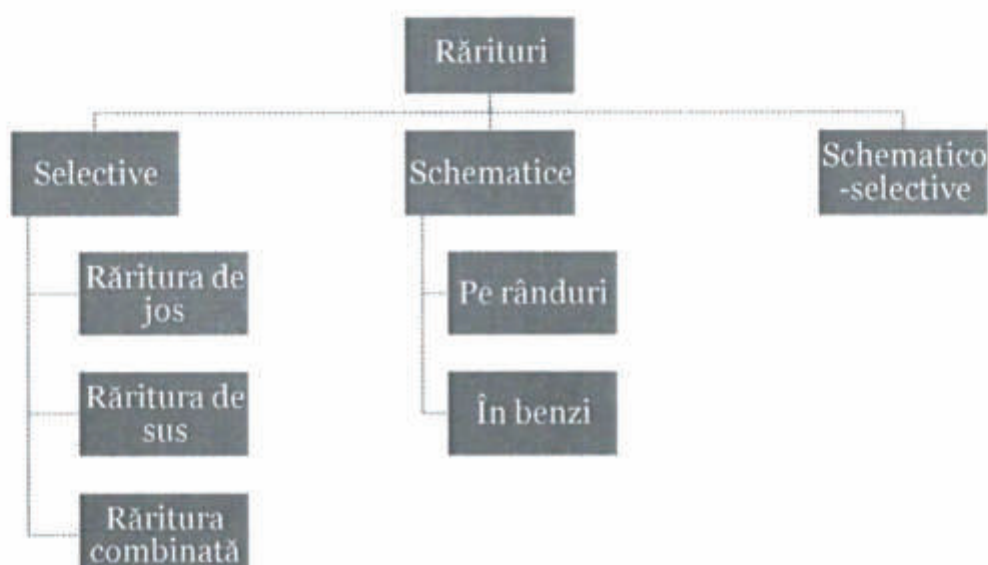 Rărituri
Selective
Schematice
Schematico
-selective
Răritura de
jos
Pe rânduri
Răritura de
sus
În benzi
Răritura
combinată